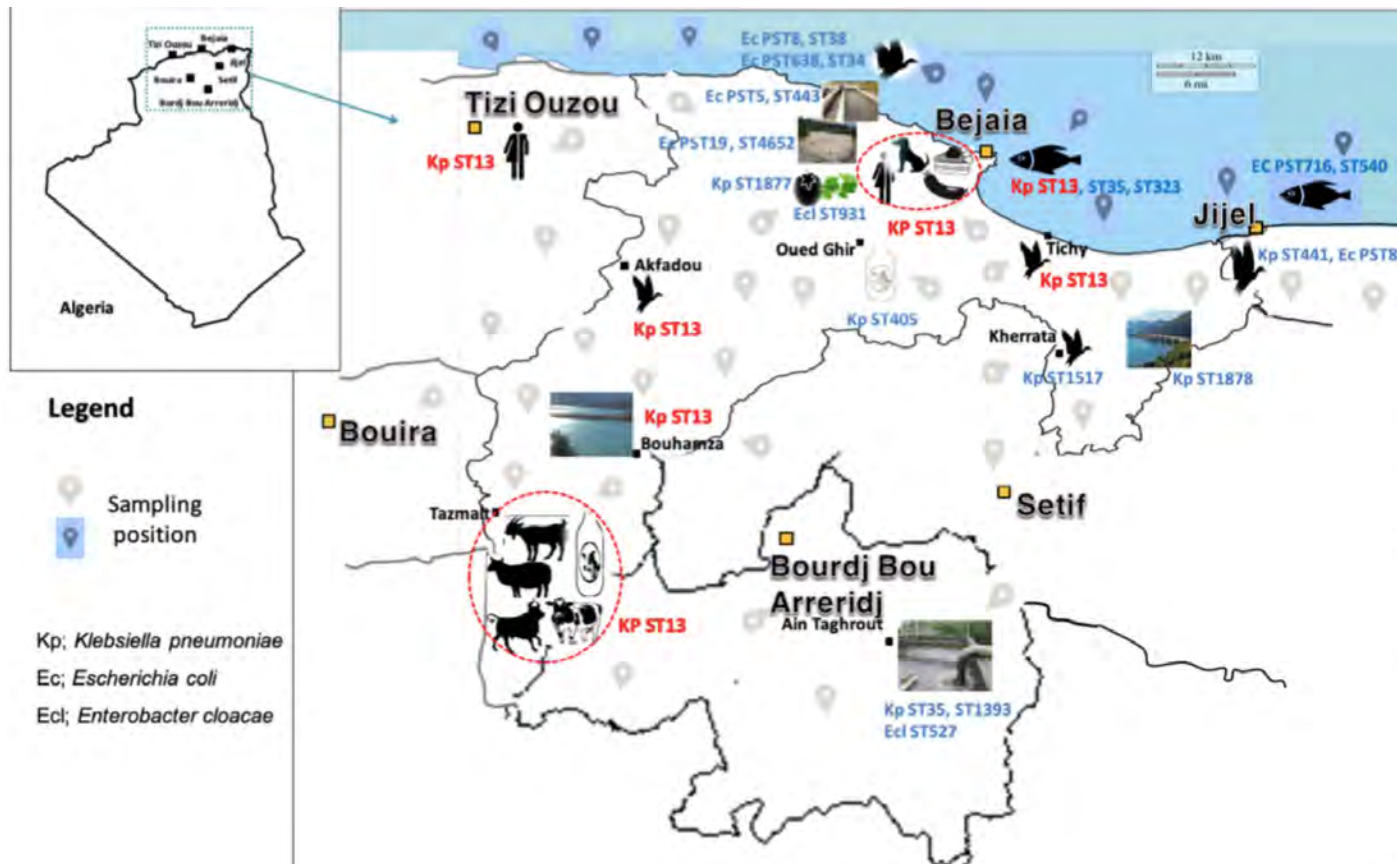 Tizi Ouzou
Bejaia
Jijel
Bouira
Setif
Bordj Bou Arreridj
Algeria
Legend
Sampling
position
Kp; Klebsiella pneumoniae
Ec; Escherichia coli
Ecl; Enterobacter cloacae
12 km
6 mi
Ec PST8, ST38
Ec PST638, ST34
Ec PST5, ST443
Tizi Ouzou
Bejaia
Ec PST19, ST4652
Kp ST13
Kp ST1877
Kp ST13, ST35, ST323
EC PST716, ST540
Ecl ST931
KP ST13
Jijel
Oued Ghir
Tichy
Kp ST441, Ec PST8
Akfadou
Kp ST13
Kp ST13
Kp ST405
Kherrata
Kp ST1517
Kp ST1878
Kp ST13
Bouira
Bouhamza
Setif
Tazmalt
Bourdj Bou
Arreridj
KP ST13
Ain Taghrout
Kp ST35, ST1393
Ecl ST527